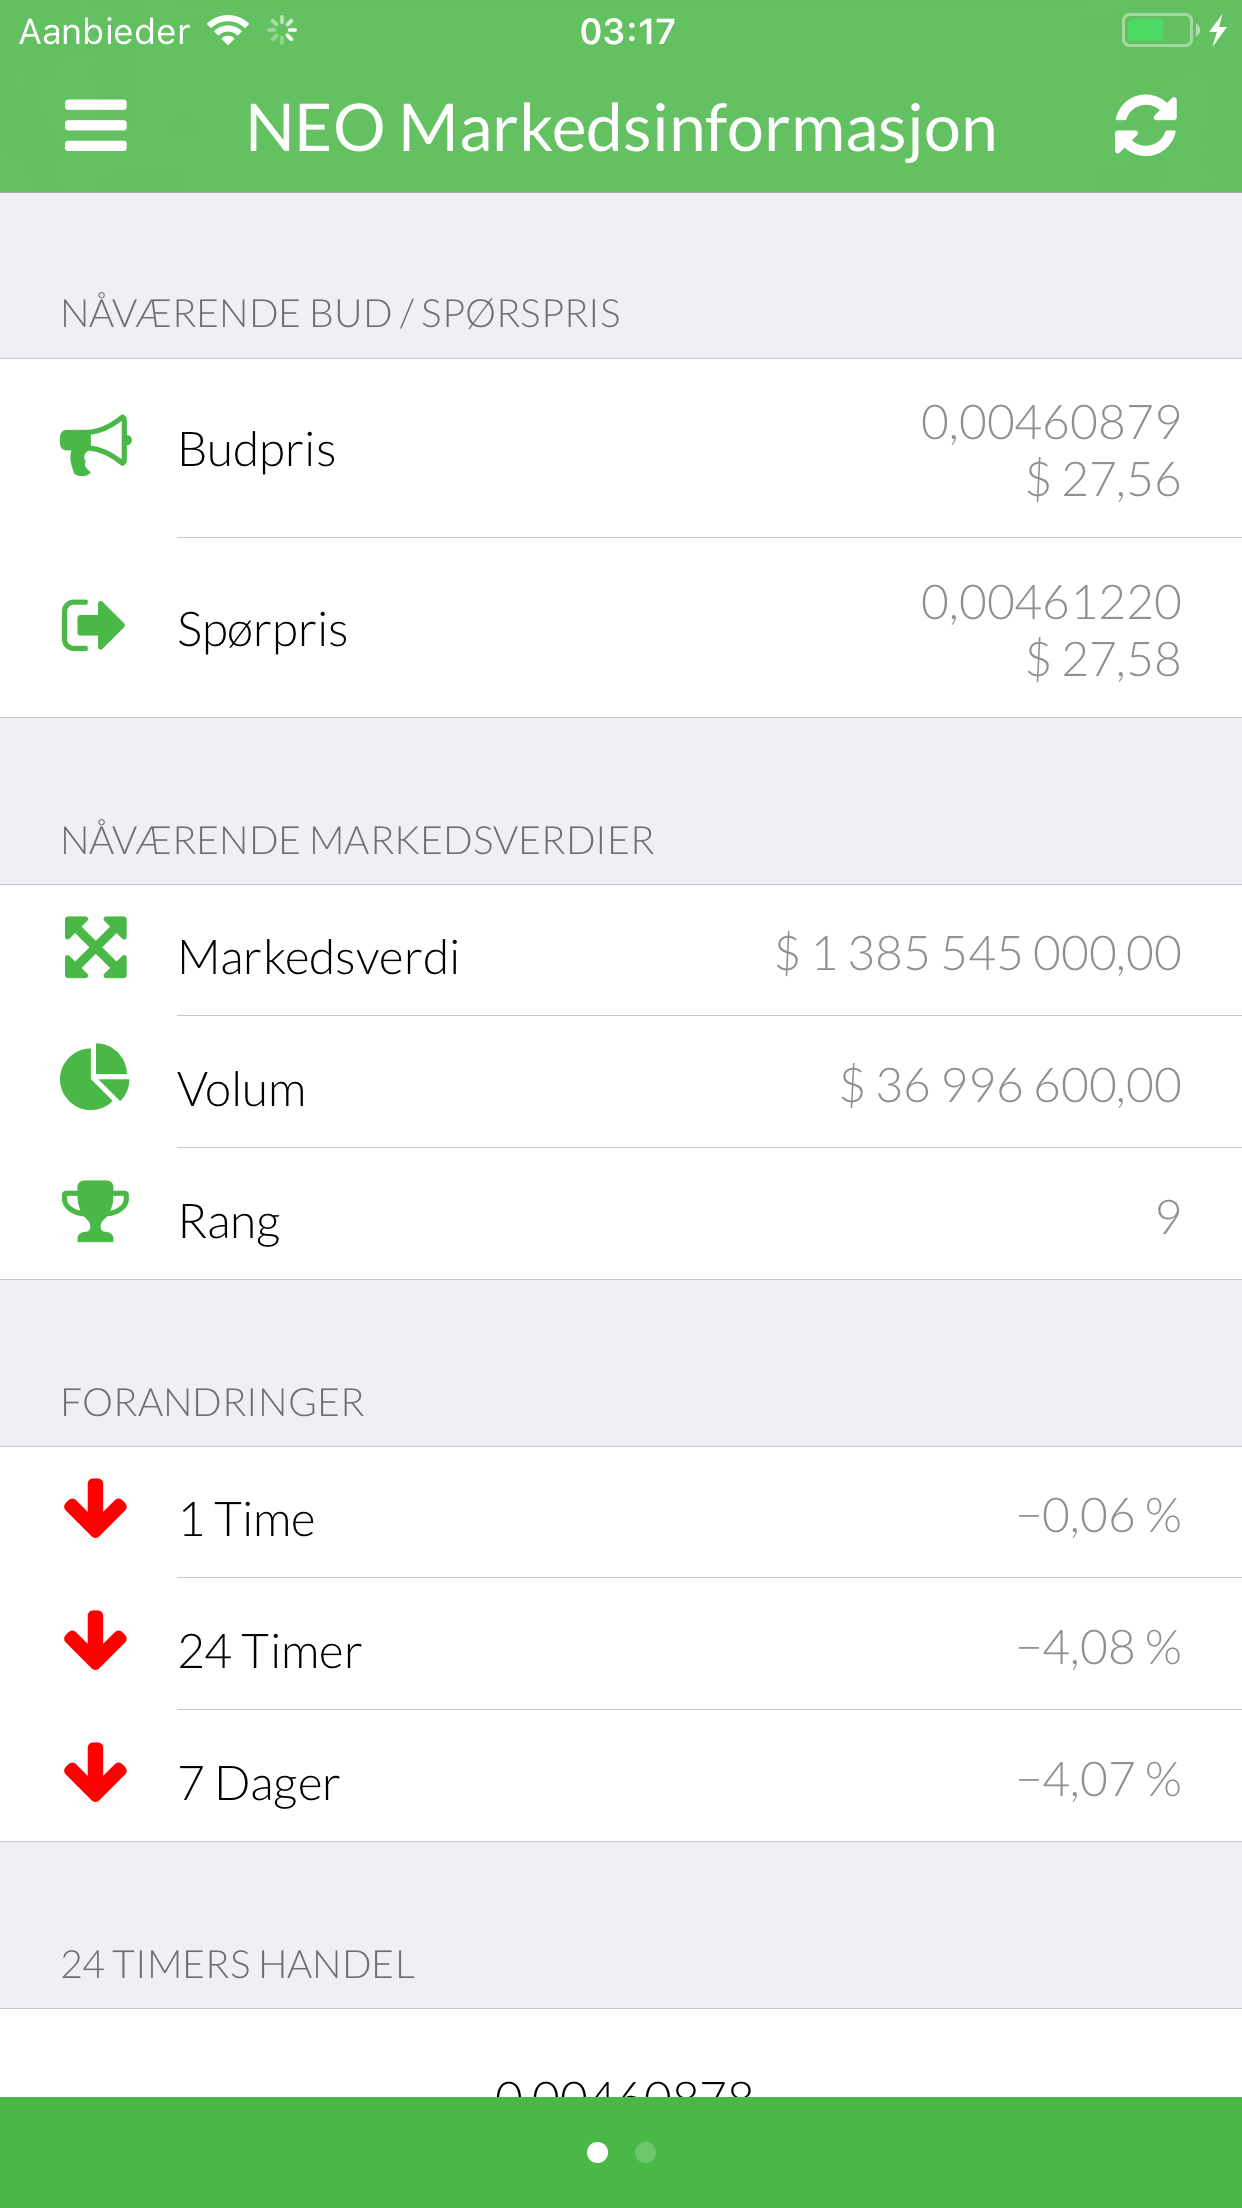 Aanbieder
03:17
NEO Markedsinformasjon
NÅVÆRENDE BUD / SPØRSPRIS
Budpris
0,00460879
$ 27,56
Spørpris
0,00461220
$ 27,58
NÅVÆRENDE MARKEDSVERDIER
Markedsverdi
$ 1 385 545 000,00
Volum
$ 36 996 600,00
Rang
9
FORANDRINGER
1 Time
−0,06 %
24 Timer
−4,08 %
7 Dager
−4,07 %
24 TIMERS HANDEL